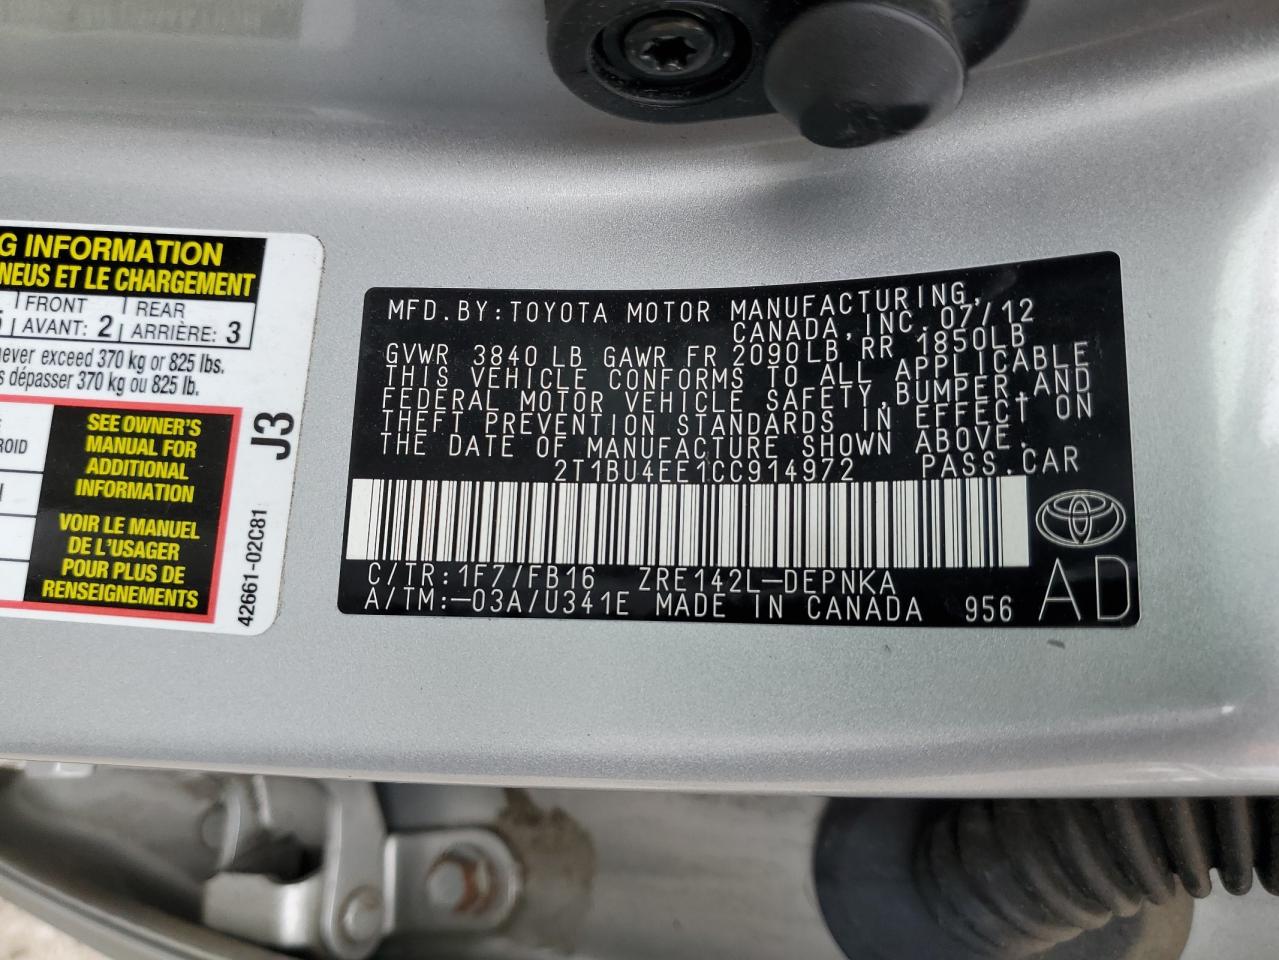 G INFORMATION
NEUS ET LE CHARGEMENT
FRONT REAR
AVANT: 2 ARRIÈRE: 3
never exceed 370 kg or 825 lbs.
dépasser 370 kg ou 825 lb.
SEE OWNER'S
MANUAL FOR
ADDITIONAL
INFORMATION
VOIR LE MANUEL
DE L'USAGER
POUR PLUS DE
RENSEIGNEMENTS
J3
42661-02C81
MFD.BY:TOYOTA MOTOR MANUFACTURING,
CANADA,INC.07/12
GVWR 3840LB GAWR FR 2090LB,RR 1850LB
THIS VEHICLE CONFORMS TO ALL APPLICABLE
FEDERAL MOTOR VEHICLE SAFETY,BUMPER,AND
THEFT PREVENTION STANDARDS IN EFFECT ON
THE DATE OF MANUFACTURE SHOWN ABOVE.
2T1BU4EE1CC914972 PASS.CAR
C/TR:1F7/FB16 ZRE142L-DEPNKA
A/TM:-03A/U341E MADE IN CANADA 956
AD